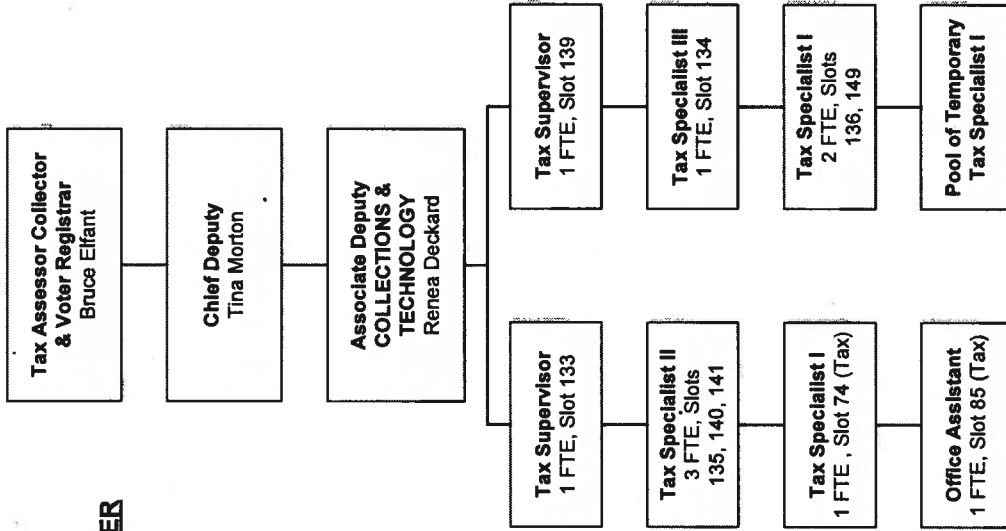 ER
Tax Assessor Collector
& Voter Registrar
Bruce Elfant
Chief Deputy
Tina Morton
Associate Deputy
COLLECTIONS &
TECHNOLOGY
Renea Deckard
Tax Supervisor
1 FTE, Slot 133
Tax Specialist II
3 FTE, Slots
135, 140, 141
Tax Specialist I
1 FTE , Slot 74 (Tax)
Office Assistant
1 FTE, Slot 85 (Tax)
Tax Supervisor
1 FTE, Slot 139
Tax Specialist III
1 FTE, Slot 134
Tax Specialist I
2 FTE, Slots
136, 149
Pool of Temporary
Tax Specialist I